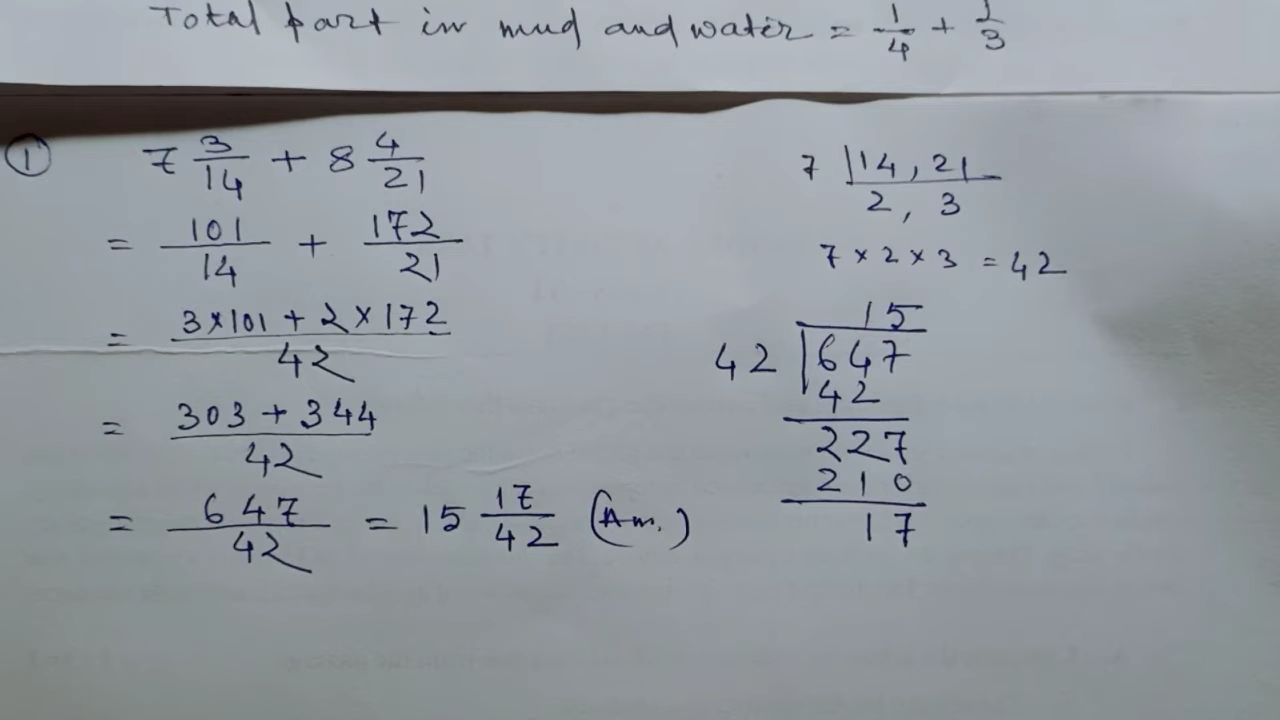 Total part in mud and water = 1/4 + 1/3
① 7 3/14 + 8 4/21
= 101/14 + 172/21
= (3×101 + 2×172)/42
= (303 + 344)/42
= 647/42 = 15 17/42 (Am.)
7 | 14, 21
2, 3
7 × 2 × 3 = 42
15
42 | 647
42
227
210
17